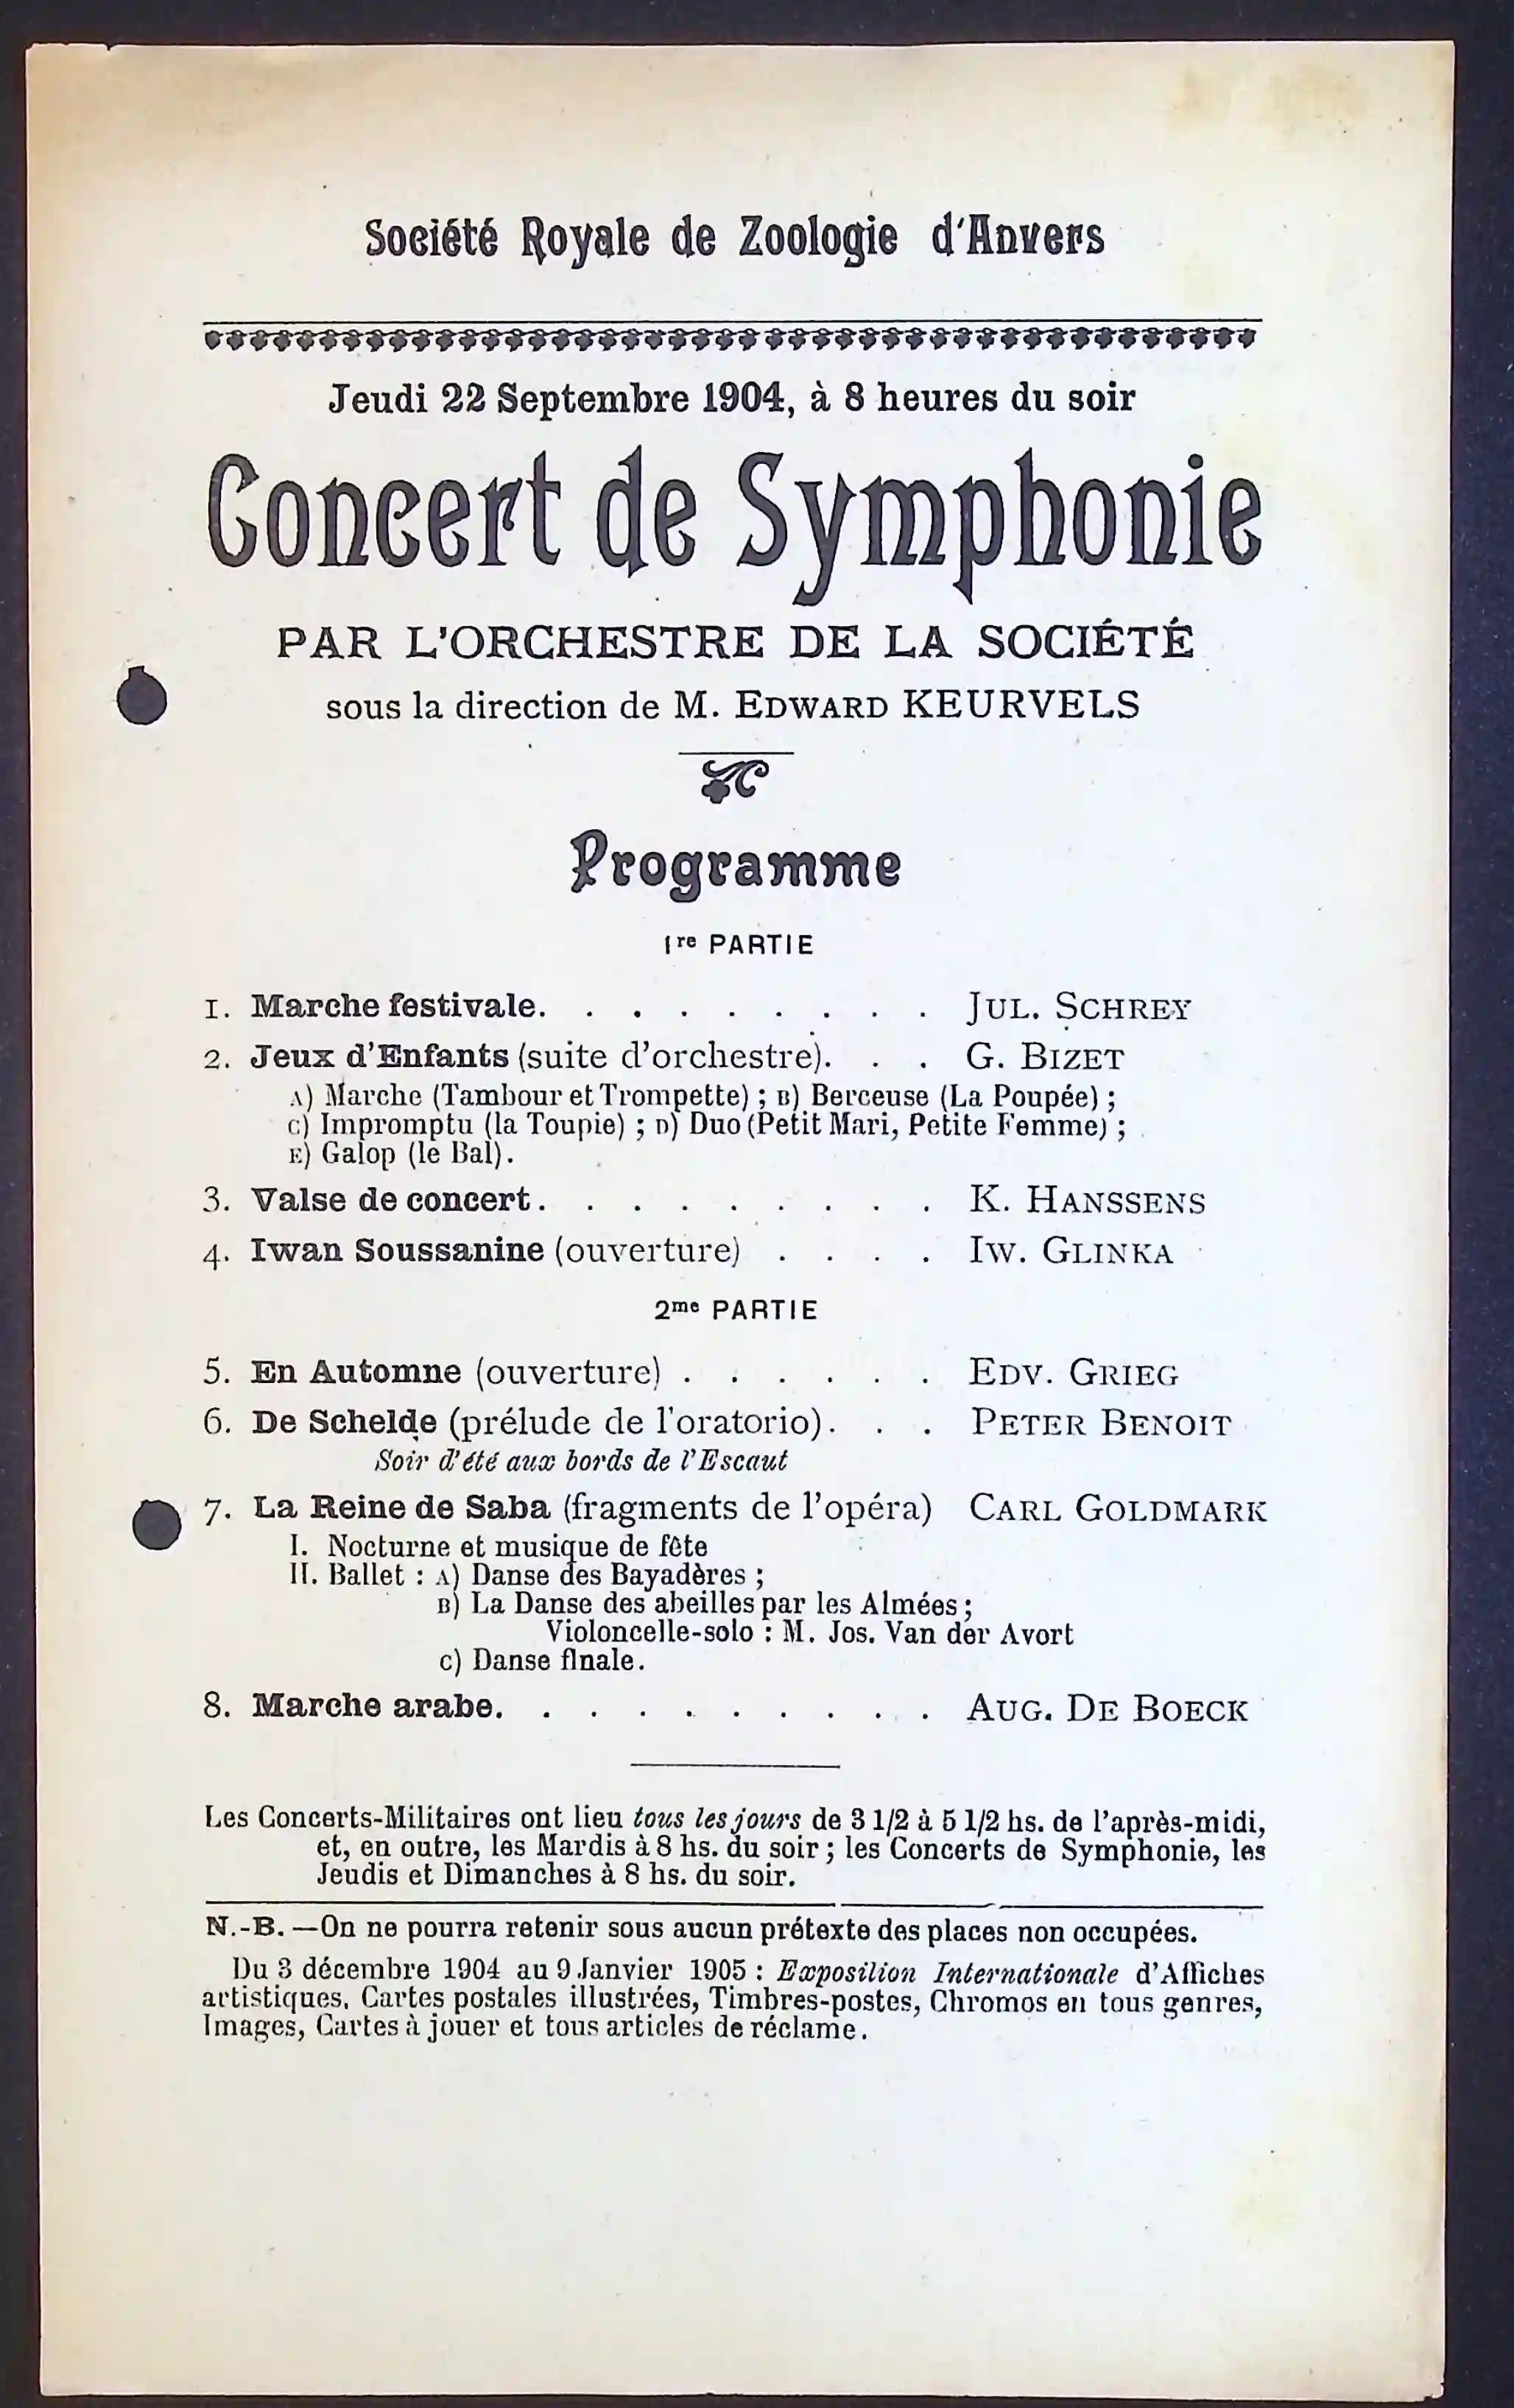 Société Royale de Zoologie d'Anvers
Jeudi 22 Septembre 1904, à 8 heures du soir
Concert de Symphonie
PAR L'ORCHESTRE DE LA SOCIÉTÉ
sous la direction de M. EDWARD KEURVELS
Programme
1re PARTIE
1. Marche festivale. . . . . . . . . JUL. SCHREY
2. Jeux d'Enfants (suite d'orchestre). . . G. BIZET
A) Marche (Tambour et Trompette) ; B) Berceuse (La Poupée) ;
C) Impromptu (la Toupie) ; D) Duo (Petit Mari, Petite Femme) ;
E) Galop (le Bal).
3. Valse de concert. . . . . . . . . K. HANSSENS
4. Iwan Soussanine (ouverture) . . . . IW. GLINKA
2me PARTIE
5. En Automne (ouverture) . . . . . . EDV. GRIEG
6. De Schelde (prélude de l'oratorio). . . PETER BENOIT
Soir d'été aux bords de l'Escaut
7. La Reine de Saba (fragments de l'opéra) CARL GOLDMARK
I. Nocturne et musique de fête
II. Ballet : A) Danse des Bayadères ;
B) La Danse des abeilles par les Almées ;
Violoncelle-solo : M. Jos. Van der Avort
C) Danse finale.
8. Marche arabe. . . . . . . . . . AUG. DE BOECK
Les Concerts-Militaires ont lieu tous les jours de 3 1/2 à 5 1/2 hs. de l'après-midi,
et, en outre, les Mardis à 8 hs. du soir ; les Concerts de Symphonie, les
Jeudis et Dimanches à 8 hs. du soir.
N.-B. — On ne pourra retenir sous aucun prétexte des places non occupées.
Du 3 décembre 1904 au 9 Janvier 1905 : Exposition Internationale d'Affiches
artistiques, Cartes postales illustrées, Timbres-postes, Chromos en tous genres,
Images, Cartes à jouer et tous articles de réclame.